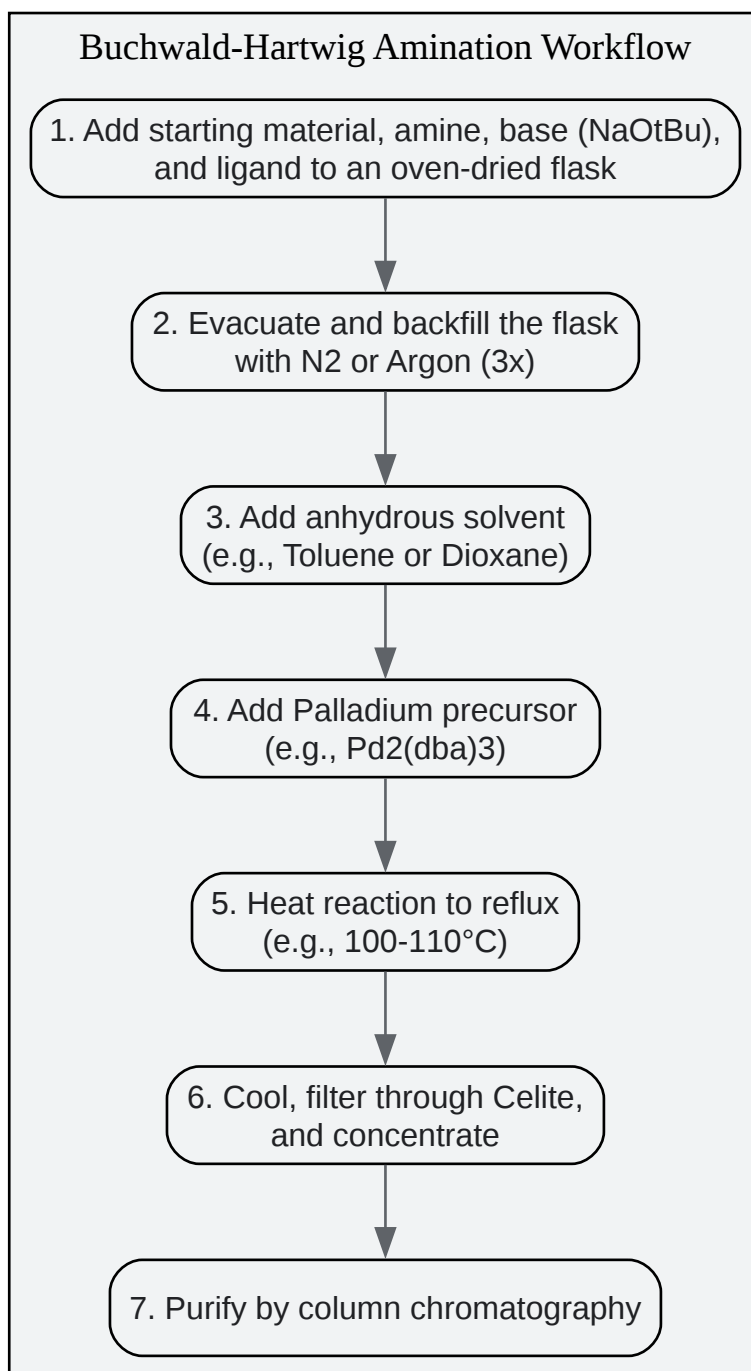 Buchwald-Hartwig Amination Workflow
1. Add starting material, amine, base (NaOtBu),
and ligand to an oven-dried flask
2. Evacuate and backfill the flask
with N2 or Argon (3x)
3. Add anhydrous solvent
(e.g., Toluene or Dioxane)
4. Add Palladium precursor
(e.g., Pd2(dba)3)
5. Heat reaction to reflux
(e.g., 100-110°C)
6. Cool, filter through Celite,
and concentrate
7. Purify by column chromatography